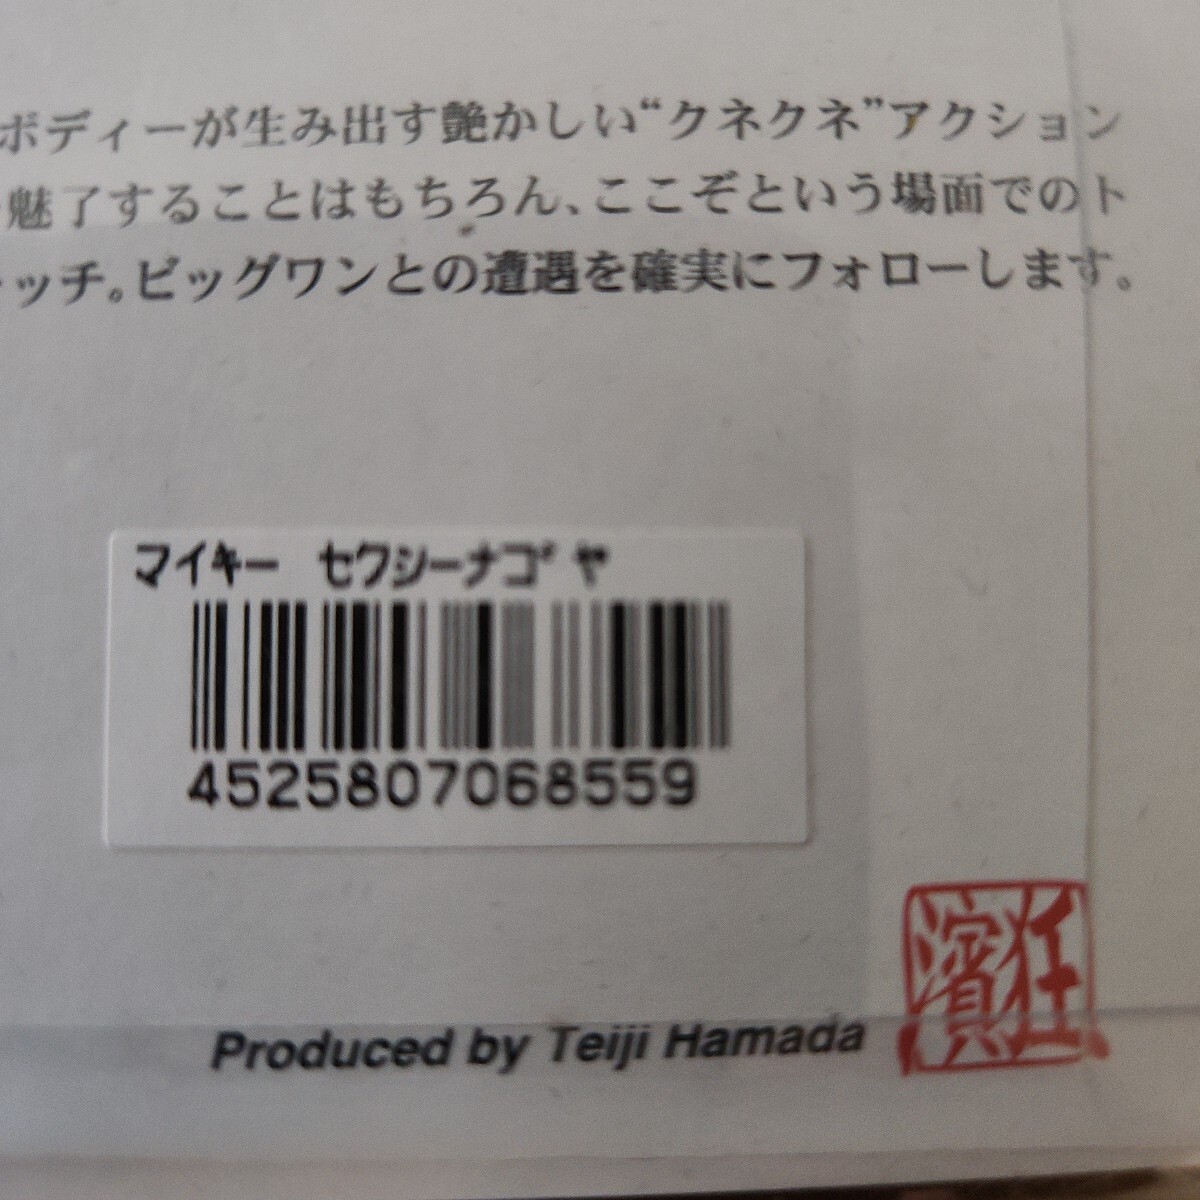 ボディーが生み出す艶かしい“クネクネ”アクション
魅了することはもちろん、ここぞという場面でのト
ッチ。ビッグワンとの遭遇を確実にフォローします。
マイキー セクシーナゴヤ
4525807068559
Produced by Teiji Hamada
狂濱